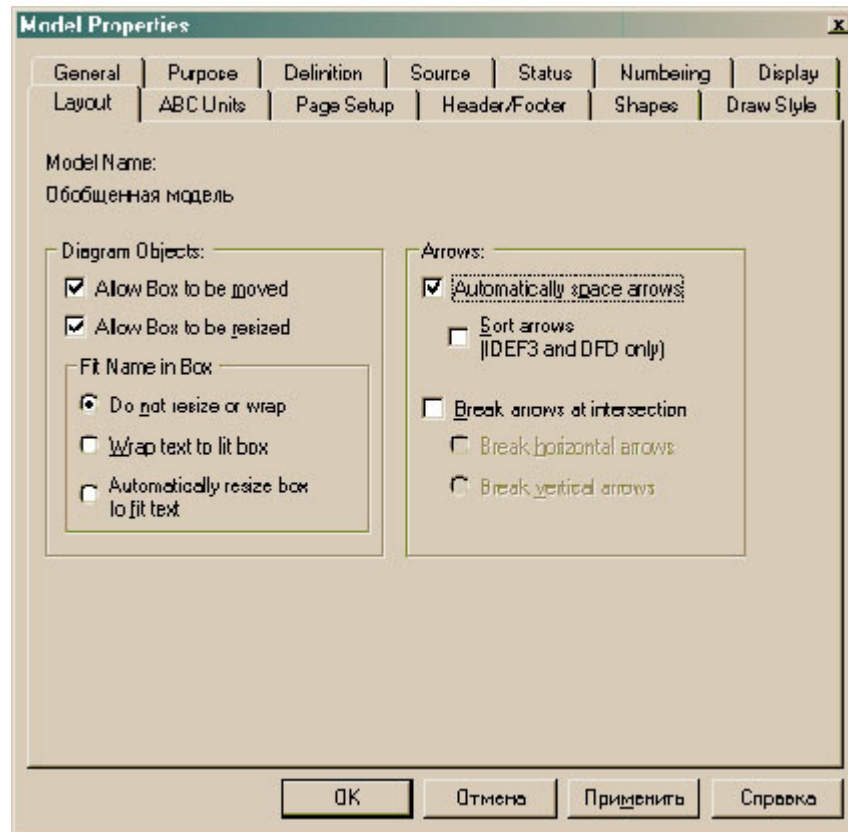 Model Properties
General Purpose Definition Source Status Numbering Display
Layout ABC Units Page Setup Header/Footer Shapes Draw Style
Model Name:
Обобщенная модель
Diagram Objects:
Allow Box to be moved
Allow Box to be resized
Fit Name in Box
Do not resize or wrap
Wrap text to fit box
Automatically resize box
to fit text
Arrows:
Automatically space arrows
Sort arrows
(IDEF3 and DFD only)
Break arrows at intersection
Break horizontal arrows
Break vertical arrows
OK Отмена Применить Справка